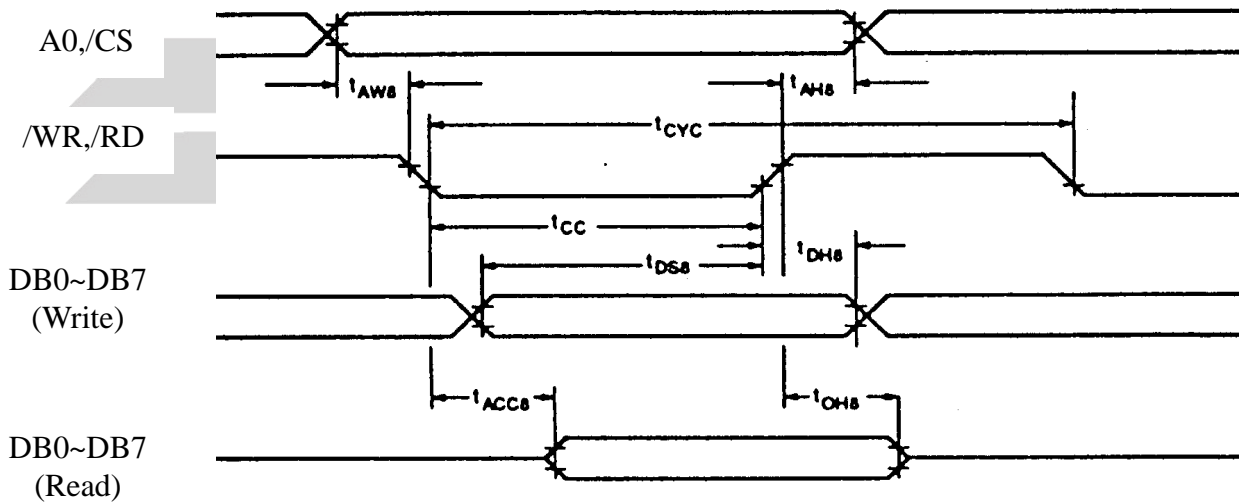 A0,/CS
tAW8
tAH8
/WR,/RD
tCYC
tCC
tDH8
tDS8
DB0~DB7
(Write)
tACC8
tOH8
DB0~DB7
(Read)